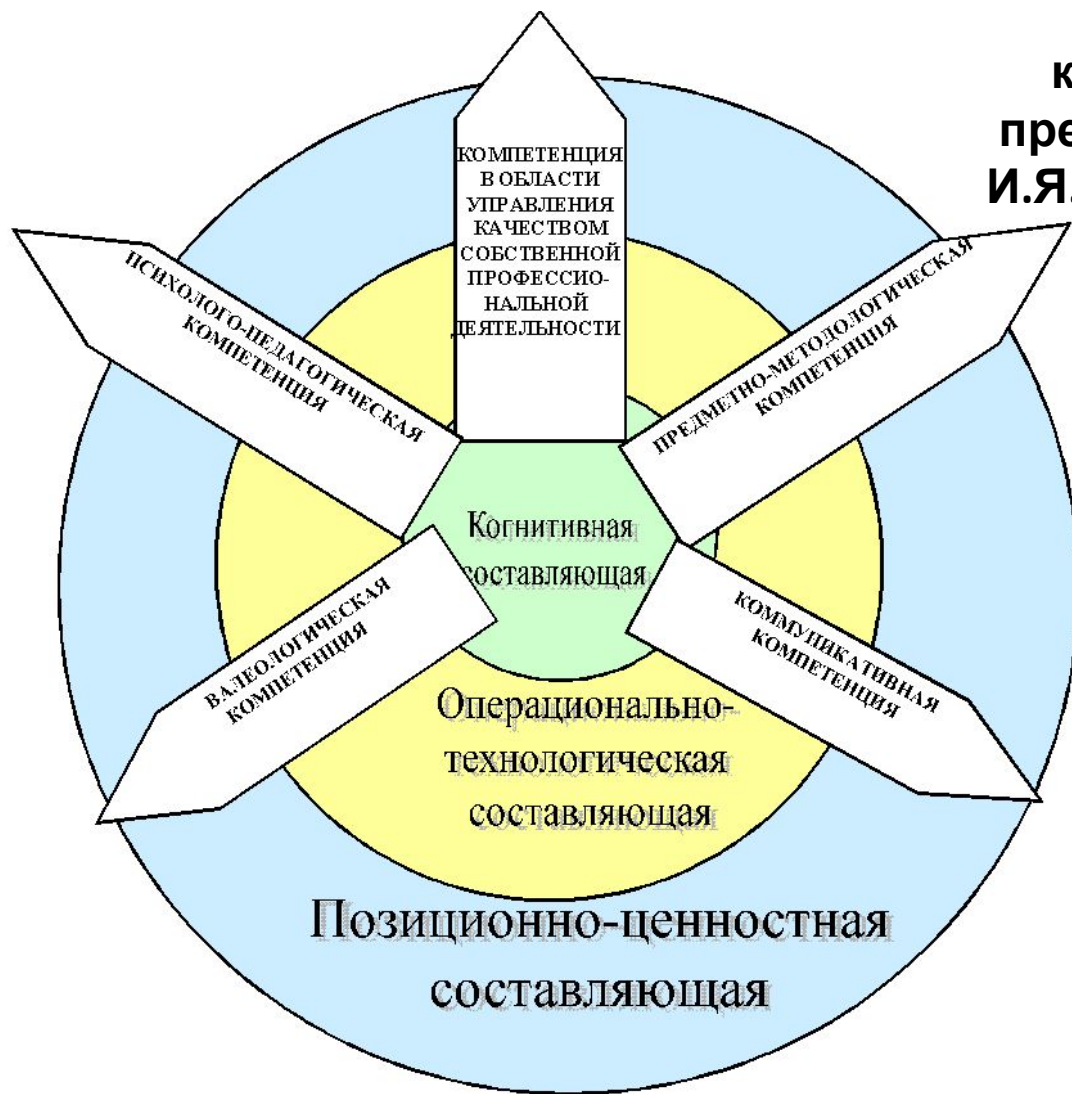 к
пре
И.Я.
КОМПЕТЕНЦИЯ
В ОБЛАСТИ
УПРАВЛЕНИЯ
КАЧЕСТВОМ
СОБСТВЕННОЙ
ПРОФЕССИО-
НАЛЬНОЙ
ДЕЯТЕЛЬНОСТИ
ПСИХОЛОГО-ПЕДАГОГИЧЕСКАЯ
КОМПЕТЕНЦИЯ
ПРЕДМЕТНО-МЕТОДОЛОГИЧЕСКАЯ
КОМПЕТЕНЦИЯ
Когнитивная
составляющая
ВАЛЕОЛОГИЧЕСКАЯ
КОМПЕТЕНЦИЯ
КОММУНИКАТИВНАЯ
КОМПЕТЕНЦИЯ
Операционально-
технологическая
составляющая
Позиционно-ценностная
составляющая